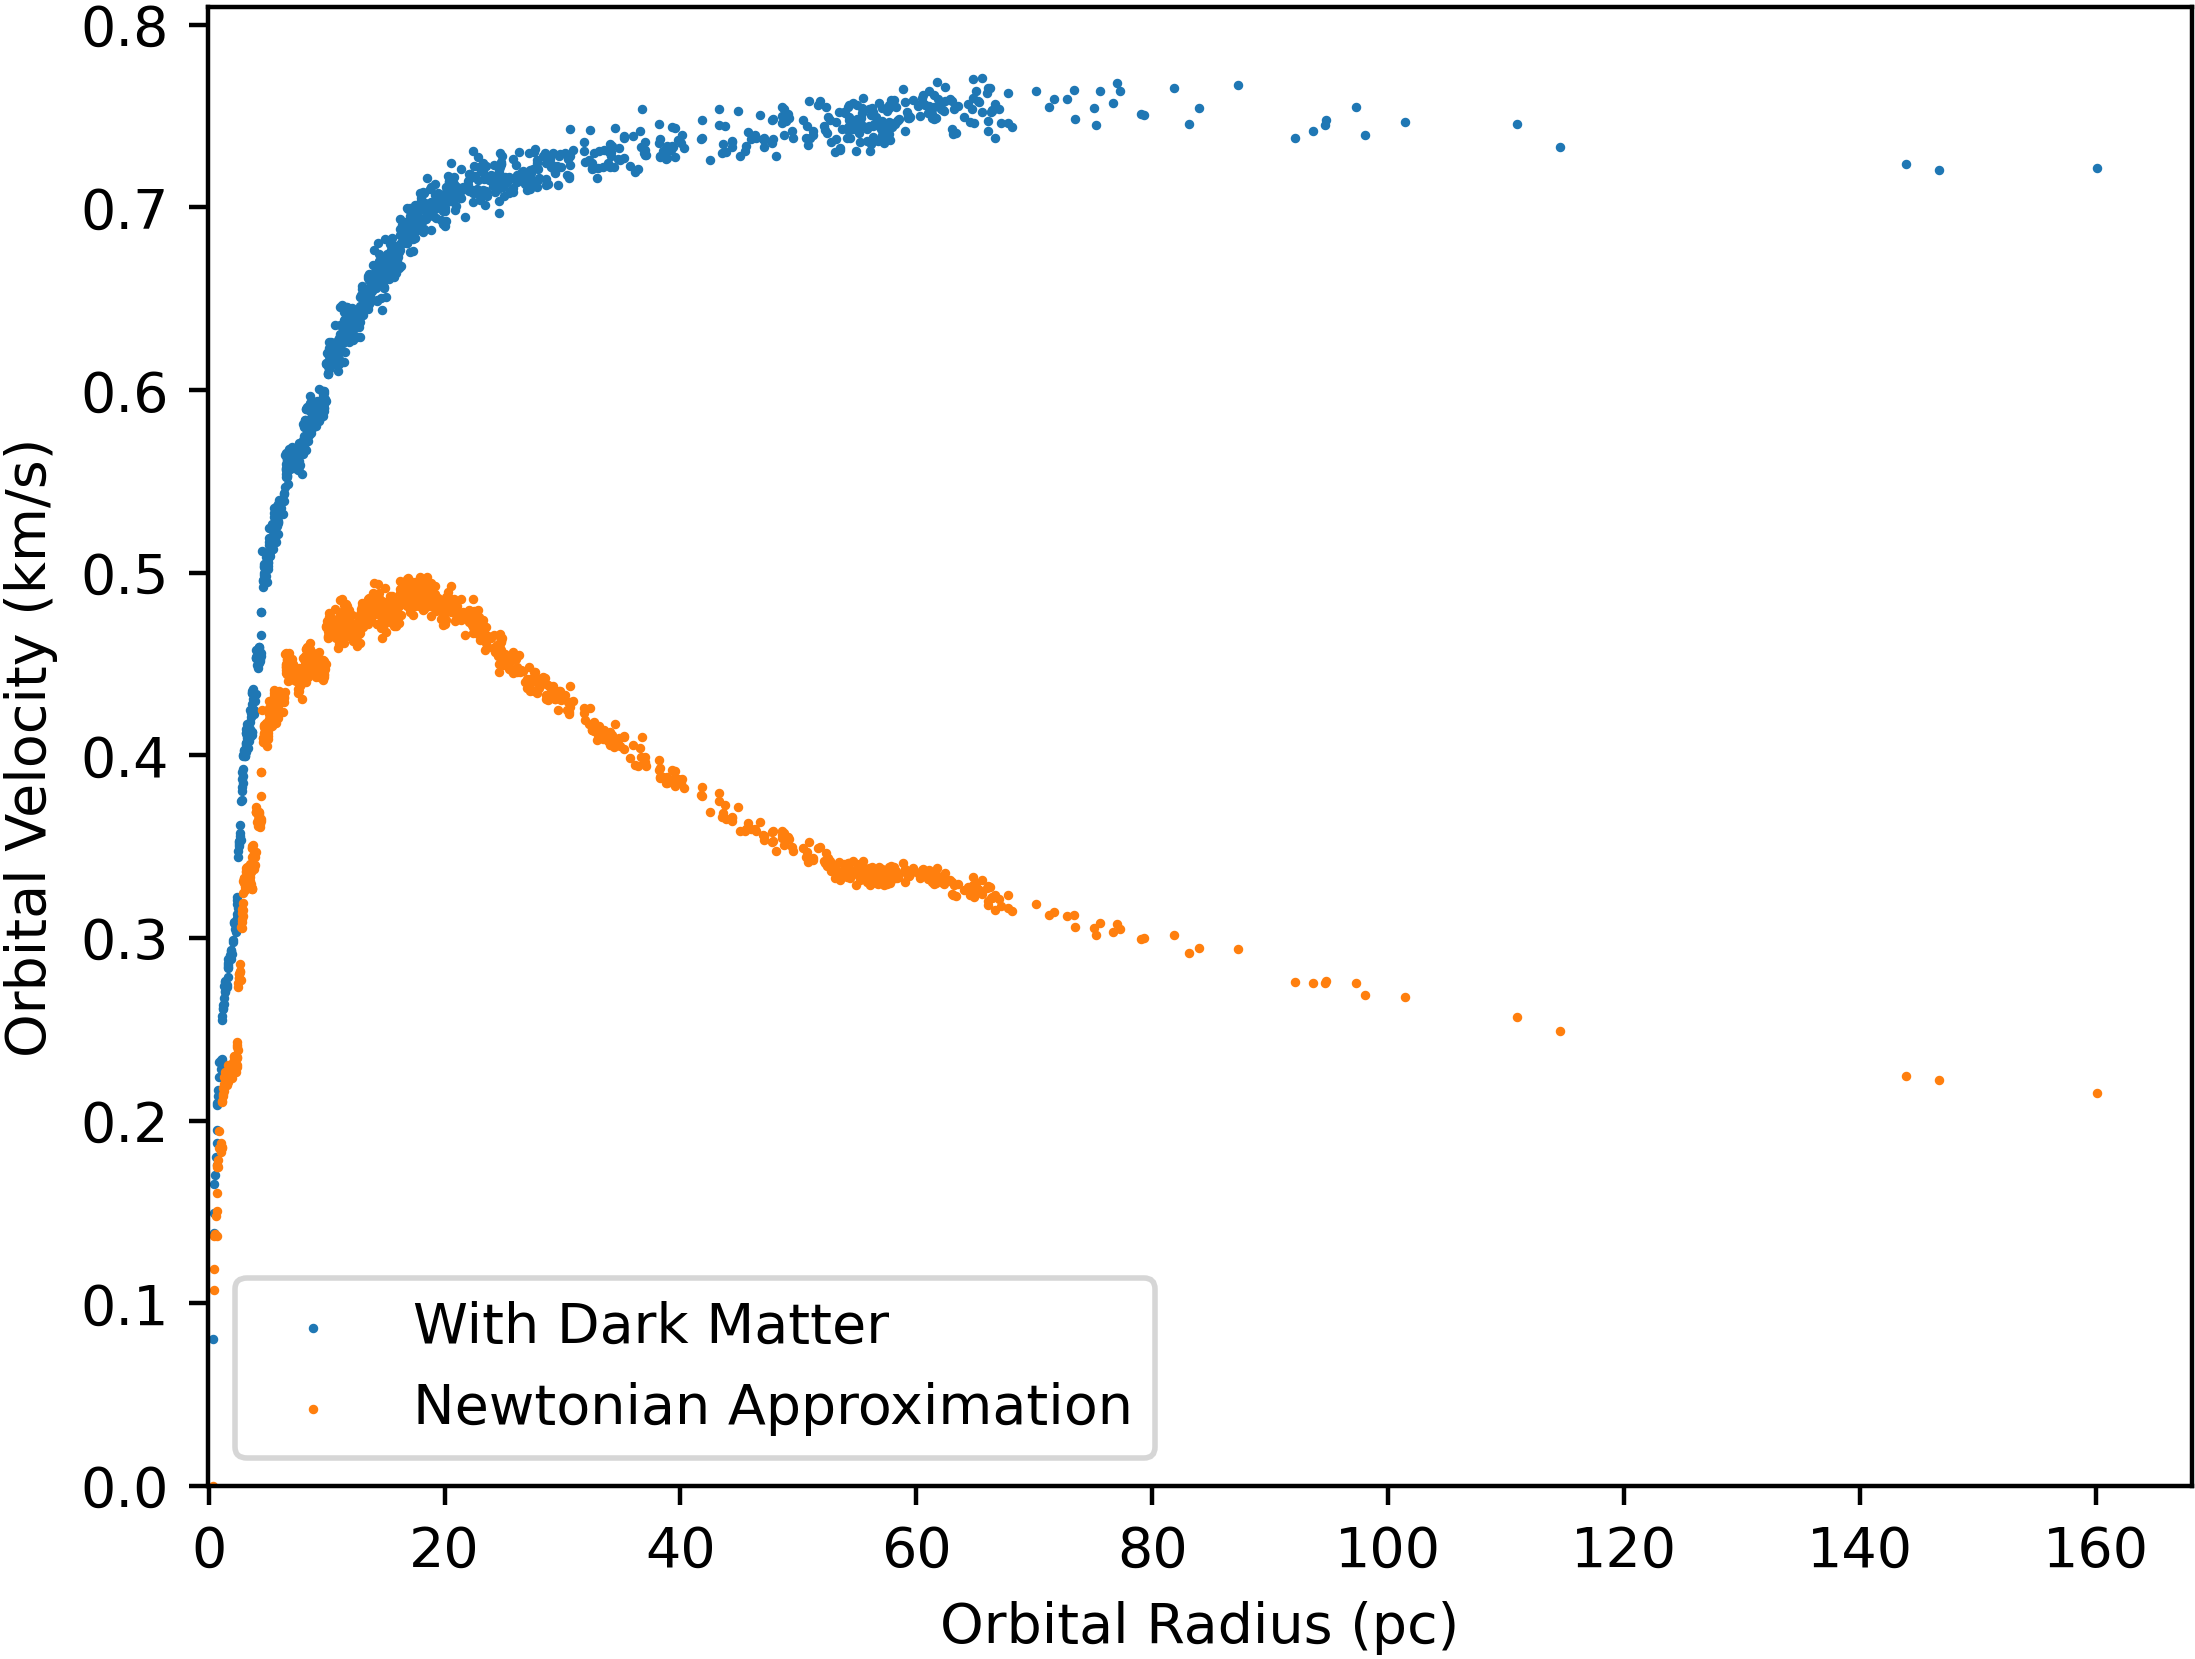 0.8
0.7
0.6
0.5
0.4
0.3
0.2
0.1
0.0
Orbital Velocity (km/s)
With Dark Matter
Newtonian Approximation
0 20 40 60 80 100 120 140 160
Orbital Radius (pc)